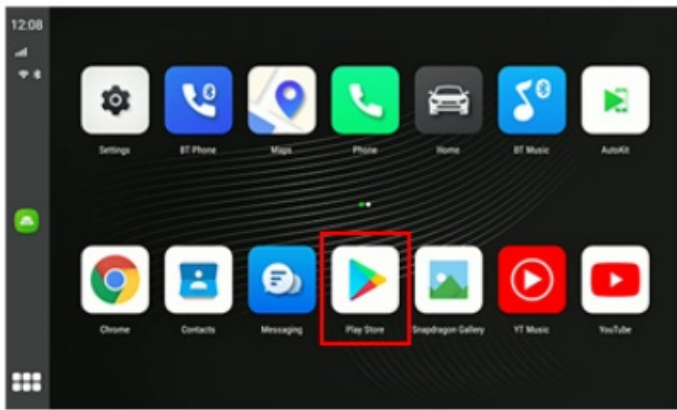 12:08
Settings
BT Phone
Maps
Phone
Home
BT Music
AutoKit
Chrome
Contacts
Messaging
Play Store
Snapdragon Gallery
YT Music
YouTube